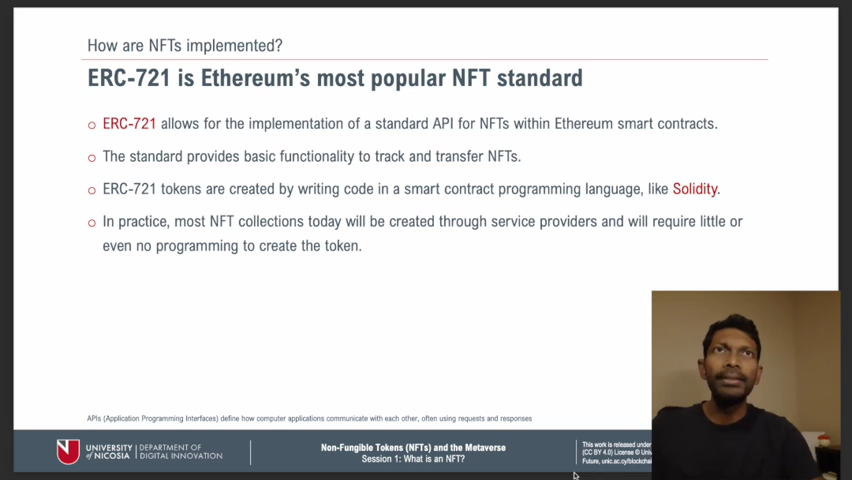 How are NFTs implemented?
ERC-721 is Ethereum's most popular NFT standard
o ERC-721 allows for the implementation of a standard API for NFTs within Ethereum smart contracts.
o The standard provides basic functionality to track and transfer NFTs.
o ERC-721 tokens are created by writing code in a smart contract programming language, like Solidity.
o In practice, most NFT collections today will be created through service providers and will require little or
even no programming to create the token.
APIs (Application Programming Interfaces) define how computer applications communicate with each other, often using requests and responses
UNIVERSITY
of NICOSIA
DEPARTMENT OF
DIGITAL INNOVATION
Non-Fungible Tokens (NFTs) and the Metaverse
Session 1: What is an NFT?
This work is released under
(CC BY 4.0) License © Uni
Future, unic.ac.cy/blockchai